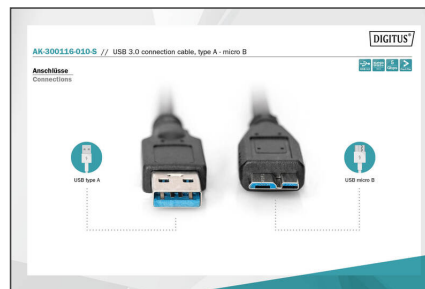 DIGITUS®
AK-300116-010-S // USB 3.0 connection cable, type A - micro B
Anschlüsse
Connections
USB type A
USB micro B